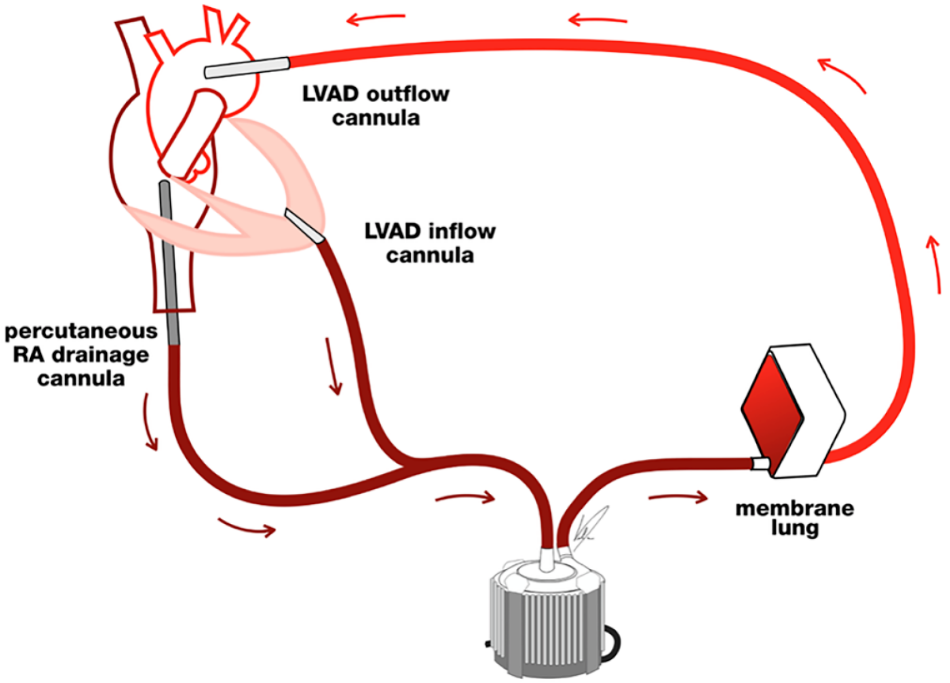 LVAD outflow
cannula
LVAD inflow
cannula
percutaneous
RA drainage
cannula
membrane
lung